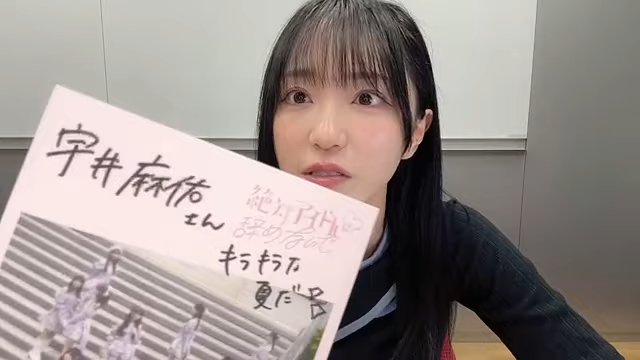 宇井麻佑
さん
絶対アイドル
辞めないで
キラキラな
夏だ